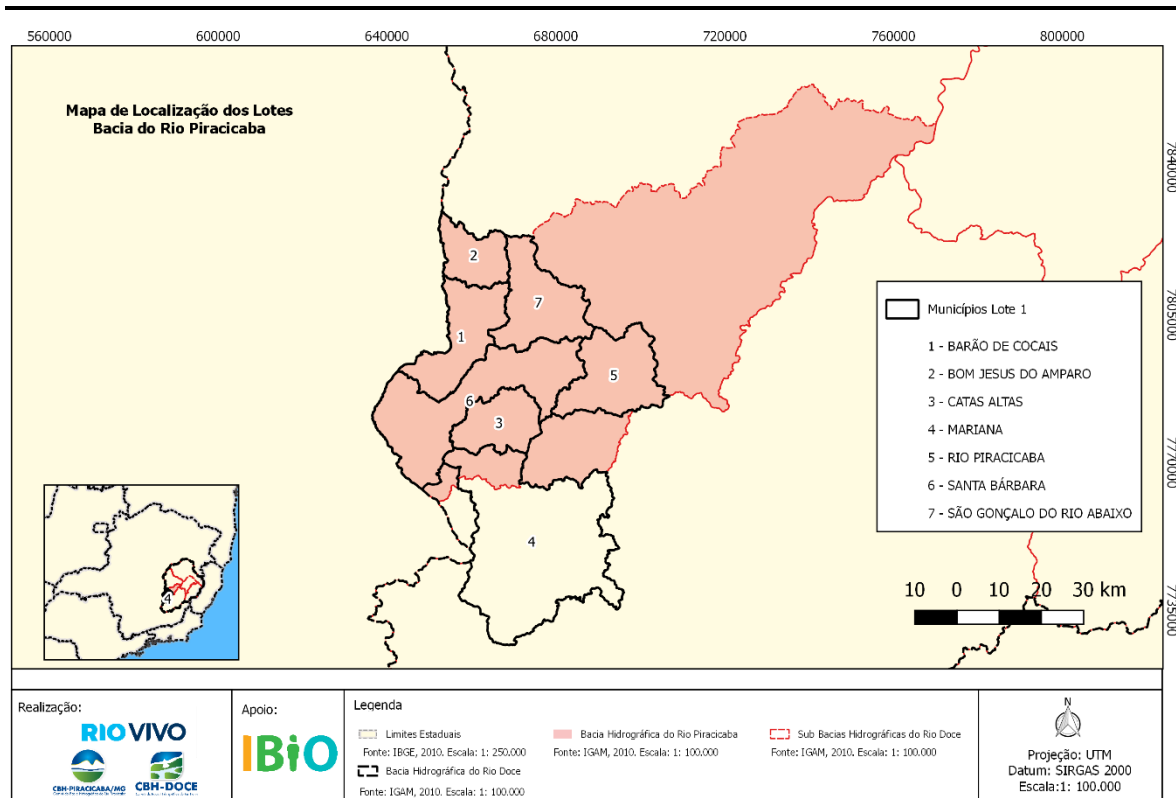 560000 600000 640000 680000 720000 760000 800000
Mapa de Localização dos Lotes
Bacia do Rio Piracicaba
7840000
7805000
7770000
7735000
2
7
1
5
6
3
4
Municípios Lote 1
1 - BARÃO DE COCAIS
2 - BOM JESUS DO AMPARO
3 - CATAS ALTAS
4 - MARIANA
5 - RIO PIRACICABA
6 - SANTA BÁRBARA
7 - SÃO GONÇALO DO RIO ABAIXO
4
10 0 10 20 30 km
Realização:
RIO VIVO
CBH-PIRACICABA/MG
CBH-DOCE
Apoio:
IBiO
Legenda
Limites Estaduais
Fonte: IBGE, 2010. Escala: 1: 250.000
Bacia Hidrográfica do Rio Doce
Fonte: IGAM, 2010. Escala: 1: 100.000
Bacia Hidrográfica do Rio Piracicaba
Fonte: IGAM, 2010. Escala: 1: 100.000
Sub Bacias Hidrográficas do Rio Doce
Fonte: IGAM, 2010. Escala: 1: 100.000
N
Projeção: UTM
Datum: SIRGAS 2000
Escala:1: 100.000